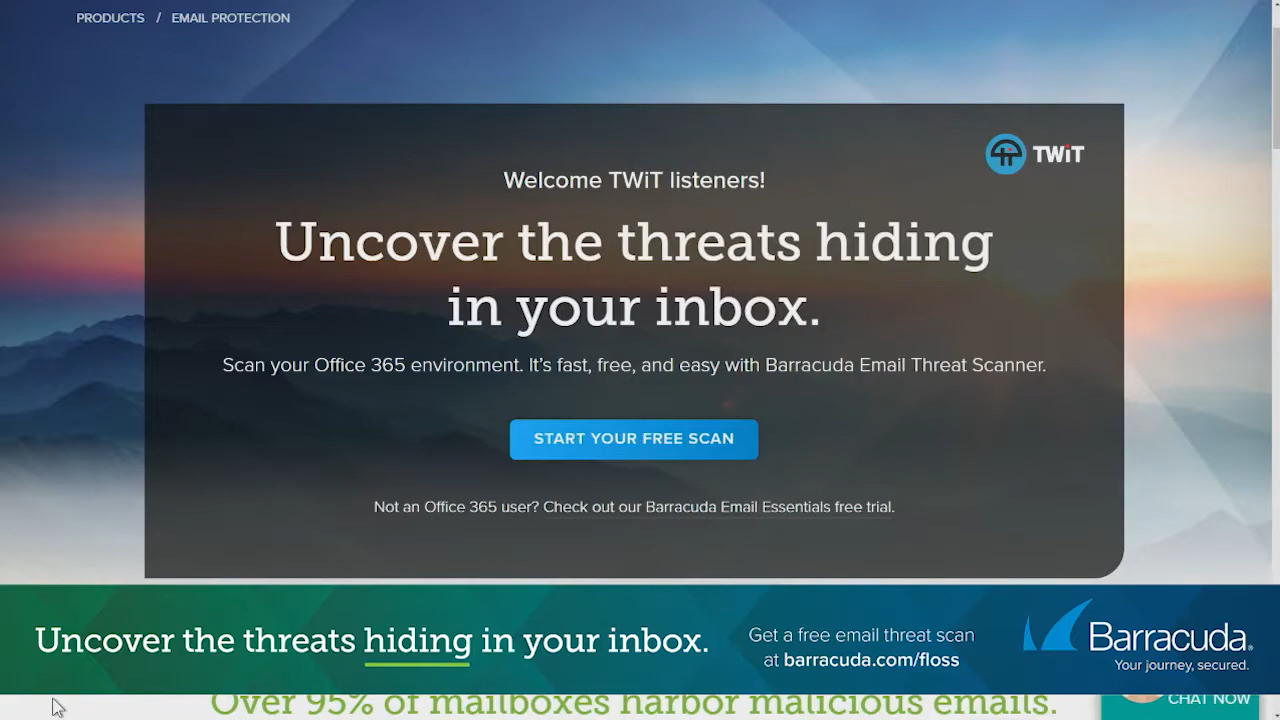 PRODUCTS / EMAIL PROTECTION
TWiT
Welcome TWiT listeners!
Uncover the threats hiding
in your inbox.
Scan your Office 365 environment. It's fast, free, and easy with Barracuda Email Threat Scanner.
START YOUR FREE SCAN
Not an Office 365 user? Check out our Barracuda Email Essentials free trial.
Uncover the threats hiding in your inbox.
Get a free email threat scan
at barracuda.com/floss
Barracuda®
Your journey, secured.
Over 95% of mailboxes harbor malicious emails.
CHAT NOW